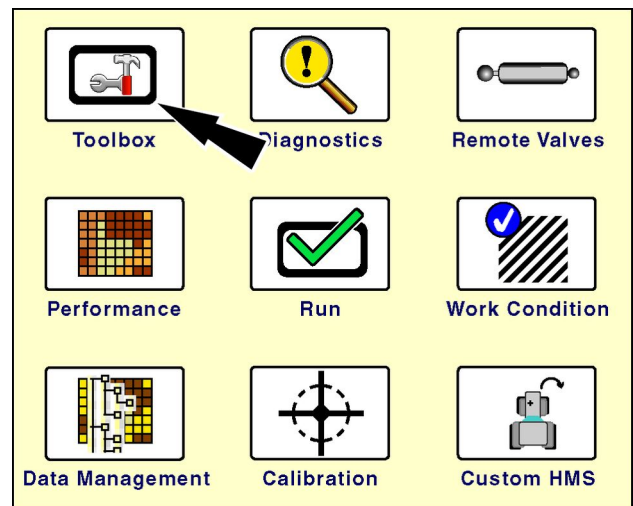 Toolbox
Diagnostics
Remote Valves
Performance
Run
Work Condition
Data Management
Calibration
Custom HMS